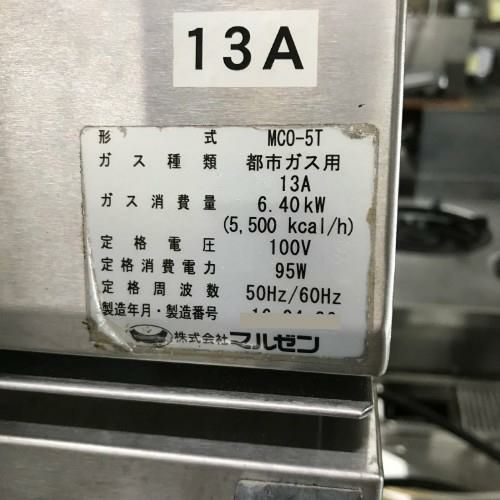 13A
形 式 MCO-5T
ガ ス 種 類 都市ガス用
13A
ガ ス 消 費 量 6.40kW
(5,500 kcal/h)
定 格 電 圧 100V
定格消費電力 95W
定 格 周 波 数 50Hz/60Hz
製造年月・製造番号
株式会社 マルゼン